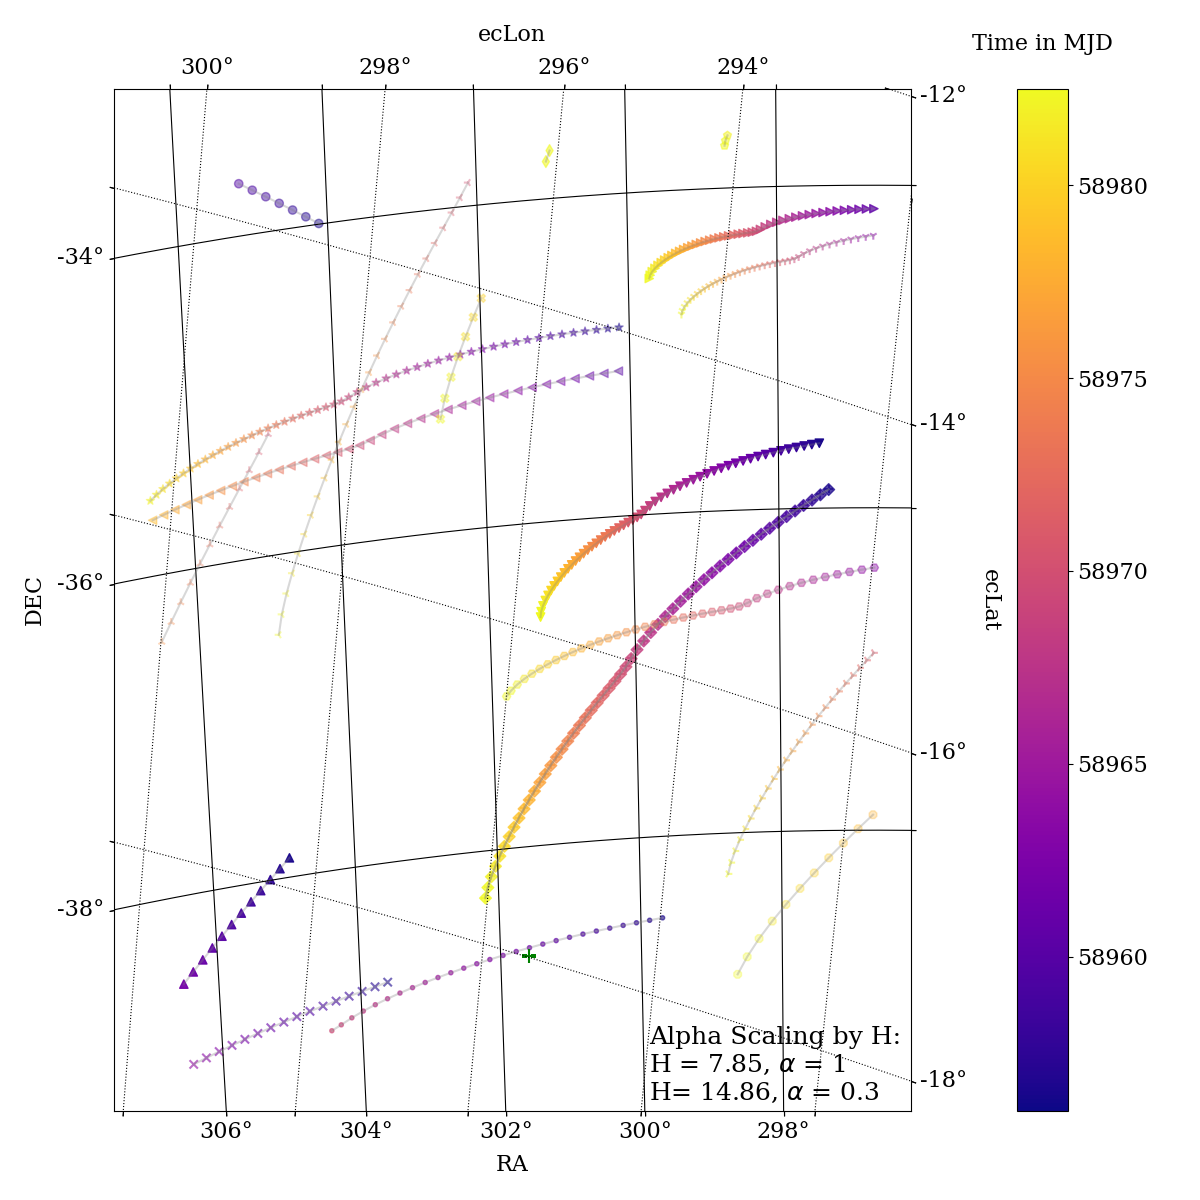 ecLon
Time in MJD
300°
298°
296°
294°
-12°
58980
-34°
58975
-14°
58970
-36°
DEC
ecLat
58965
-16°
58960
-38°
Alpha Scaling by H:
H = 7.85, α = 1
H= 14.86, α = 0.3
-18°
306°
304°
302°
300°
298°
RA